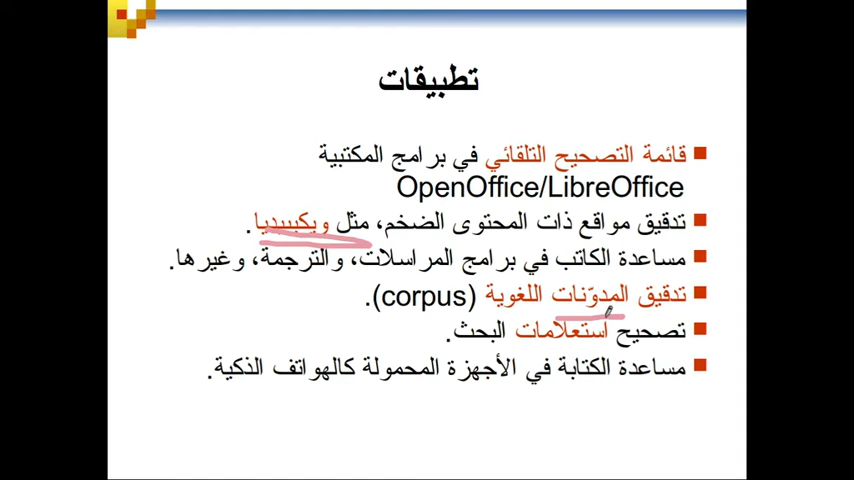 تطبيقات
قائمة التصحيح التلقائي في برامج المكتبية
OpenOffice/LibreOffice
تدقيق مواقع ذات المحتوى الضخم، مثل ويكيبيديا.
مساعدة الكاتب في برامج المراسلات، والترجمة، وغيرها.
تدقيق المدوّنات اللغوية (corpus).
تصحيح استعلامات البحث.
مساعدة الكتابة في الأجهزة المحمولة كالهواتف الذكية.